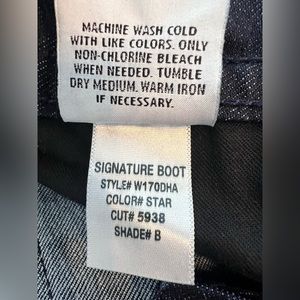 MACHINE WASH COLD
WITH LIKE COLORS. ONLY
NON-CHLORINE BLEACH
WHEN NEEDED. TUMBLE
DRY MEDIUM. WARM IRON
IF NECESSARY.
SIGNATURE BOOT
STYLE# W170DHA
COLOR# STAR
CUT# 5938
SHADE# B